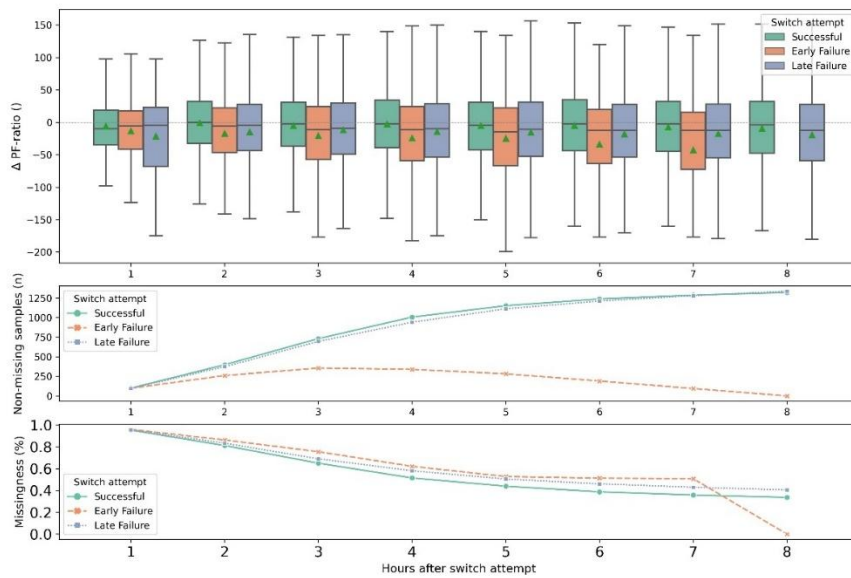 Δ PF-ratio ()
150
100
50
0
−50
−100
−150
−200
Switch attempt
Successful
Early Failure
Late Failure
1 2 3 4 5 6 7 8
Non-missing samples (n)
1250
1000
750
500
250
0
Switch attempt
Successful
Early Failure
Late Failure
1 2 3 4 5 6 7 8
Missingness (%)
1.0
0.8
0.6
0.4
0.2
0.0
Switch attempt
Successful
Early Failure
Late Failure
1 2 3 4 5 6 7 8
Hours after switch attempt